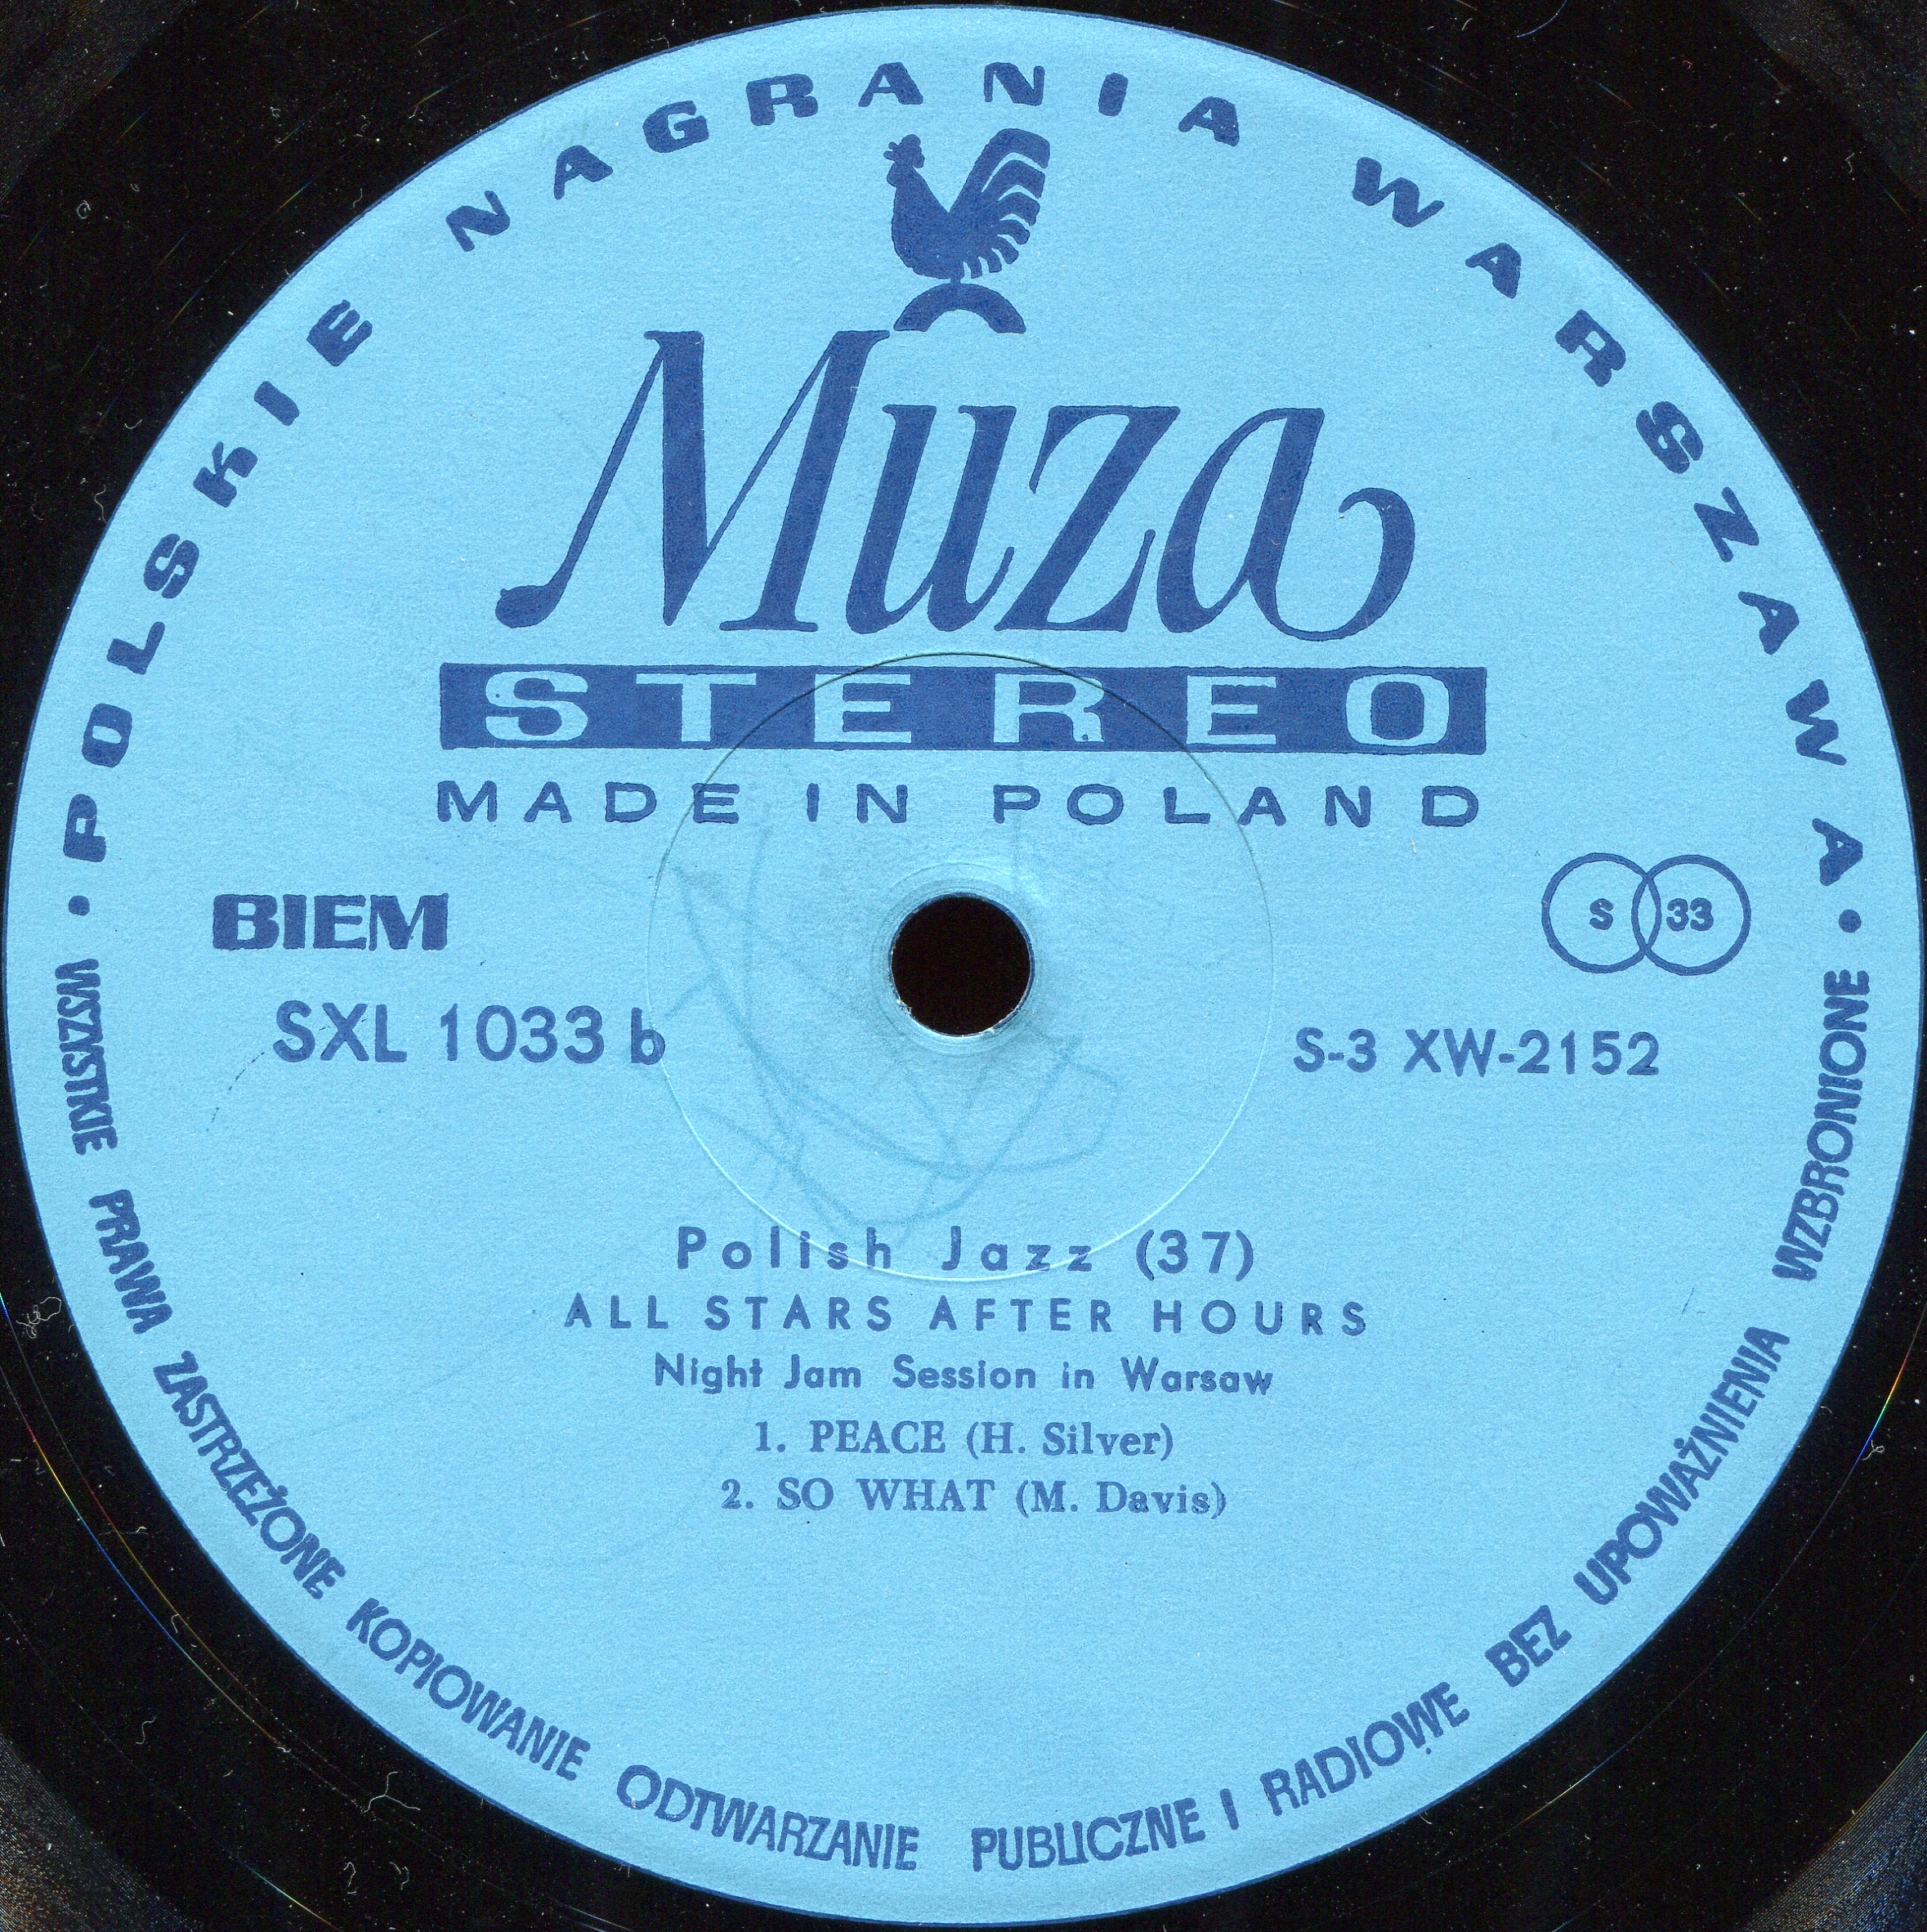 POLSKIE NAGRANIA WARSZAWA
Muza
STEREO
MADE IN POLAND
BIEM
S 33
SXL 1033 b
S-3 XW-2152
Polish Jazz (37)
ALL STARS AFTER HOURS
Night Jam Session in Warsaw
1. PEACE (H. Silver)
2. SO WHAT (M. Davis)
• WSZYSTKIE PRAWA ZASTRZEŻONE KOPIOWANIE ODTWARZANIE PUBLICZNE I RADIOWE BEZ UPOWAŻNIENIA WZBRONIONE •